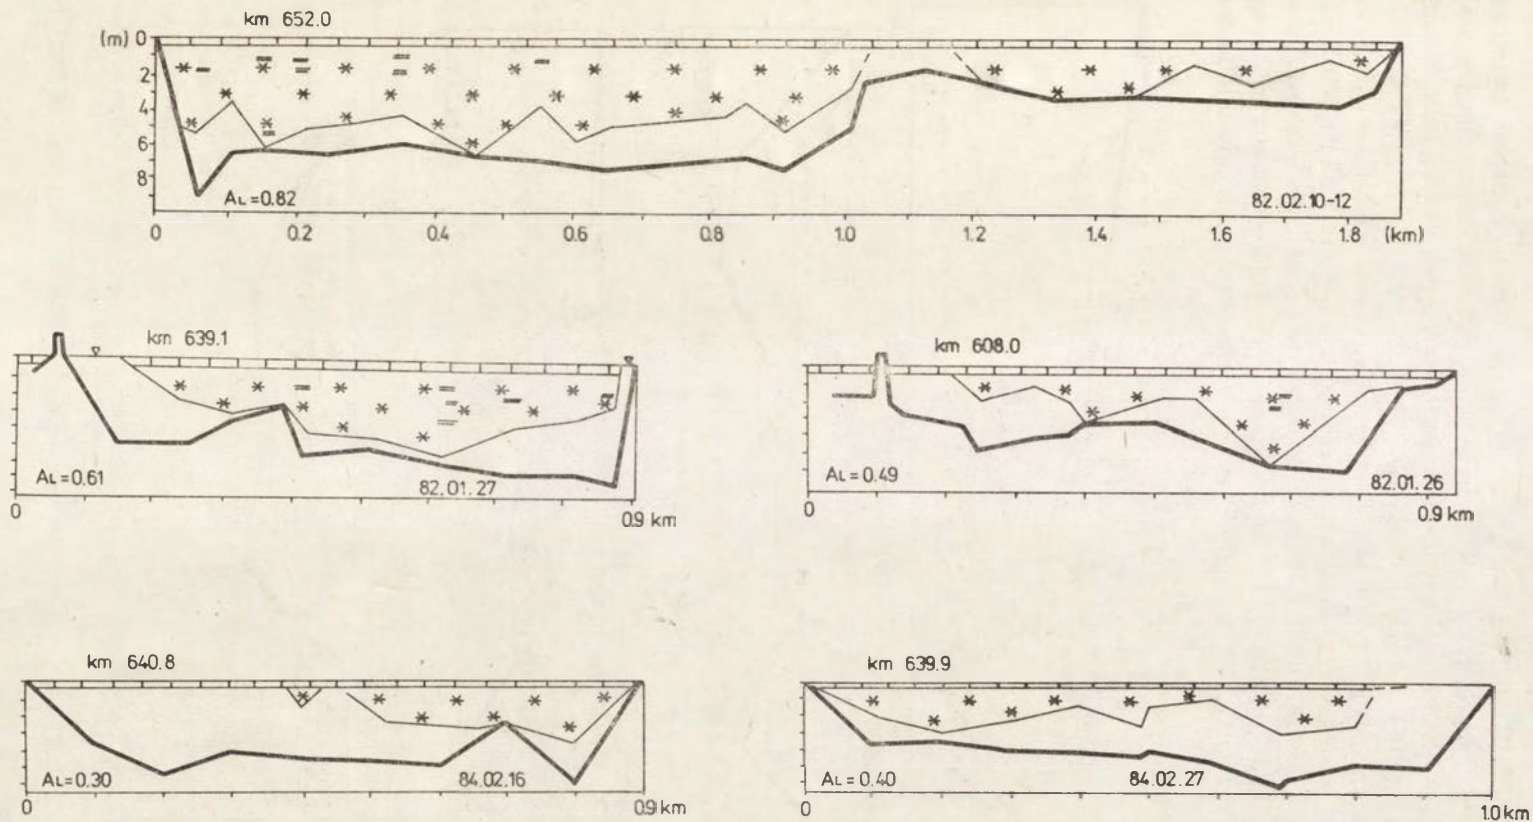 km 652.0
(m) 0
2
4
6
8
AL=0.82
82.02.10-12
0 0.2 0.4 0.6 0.8 1.0 1.2 1.4 1.6 1.8 (km)
km 639.1
AL=0.61
82.01.27
0 0.9 km
km 608.0
AL=0.49
82.01.26
0 0.9 km
km 640.8
AL=0.30
84.02.16
0 0.9 km
km 639.9
AL=0.40
84.02.27
0 1.0 km